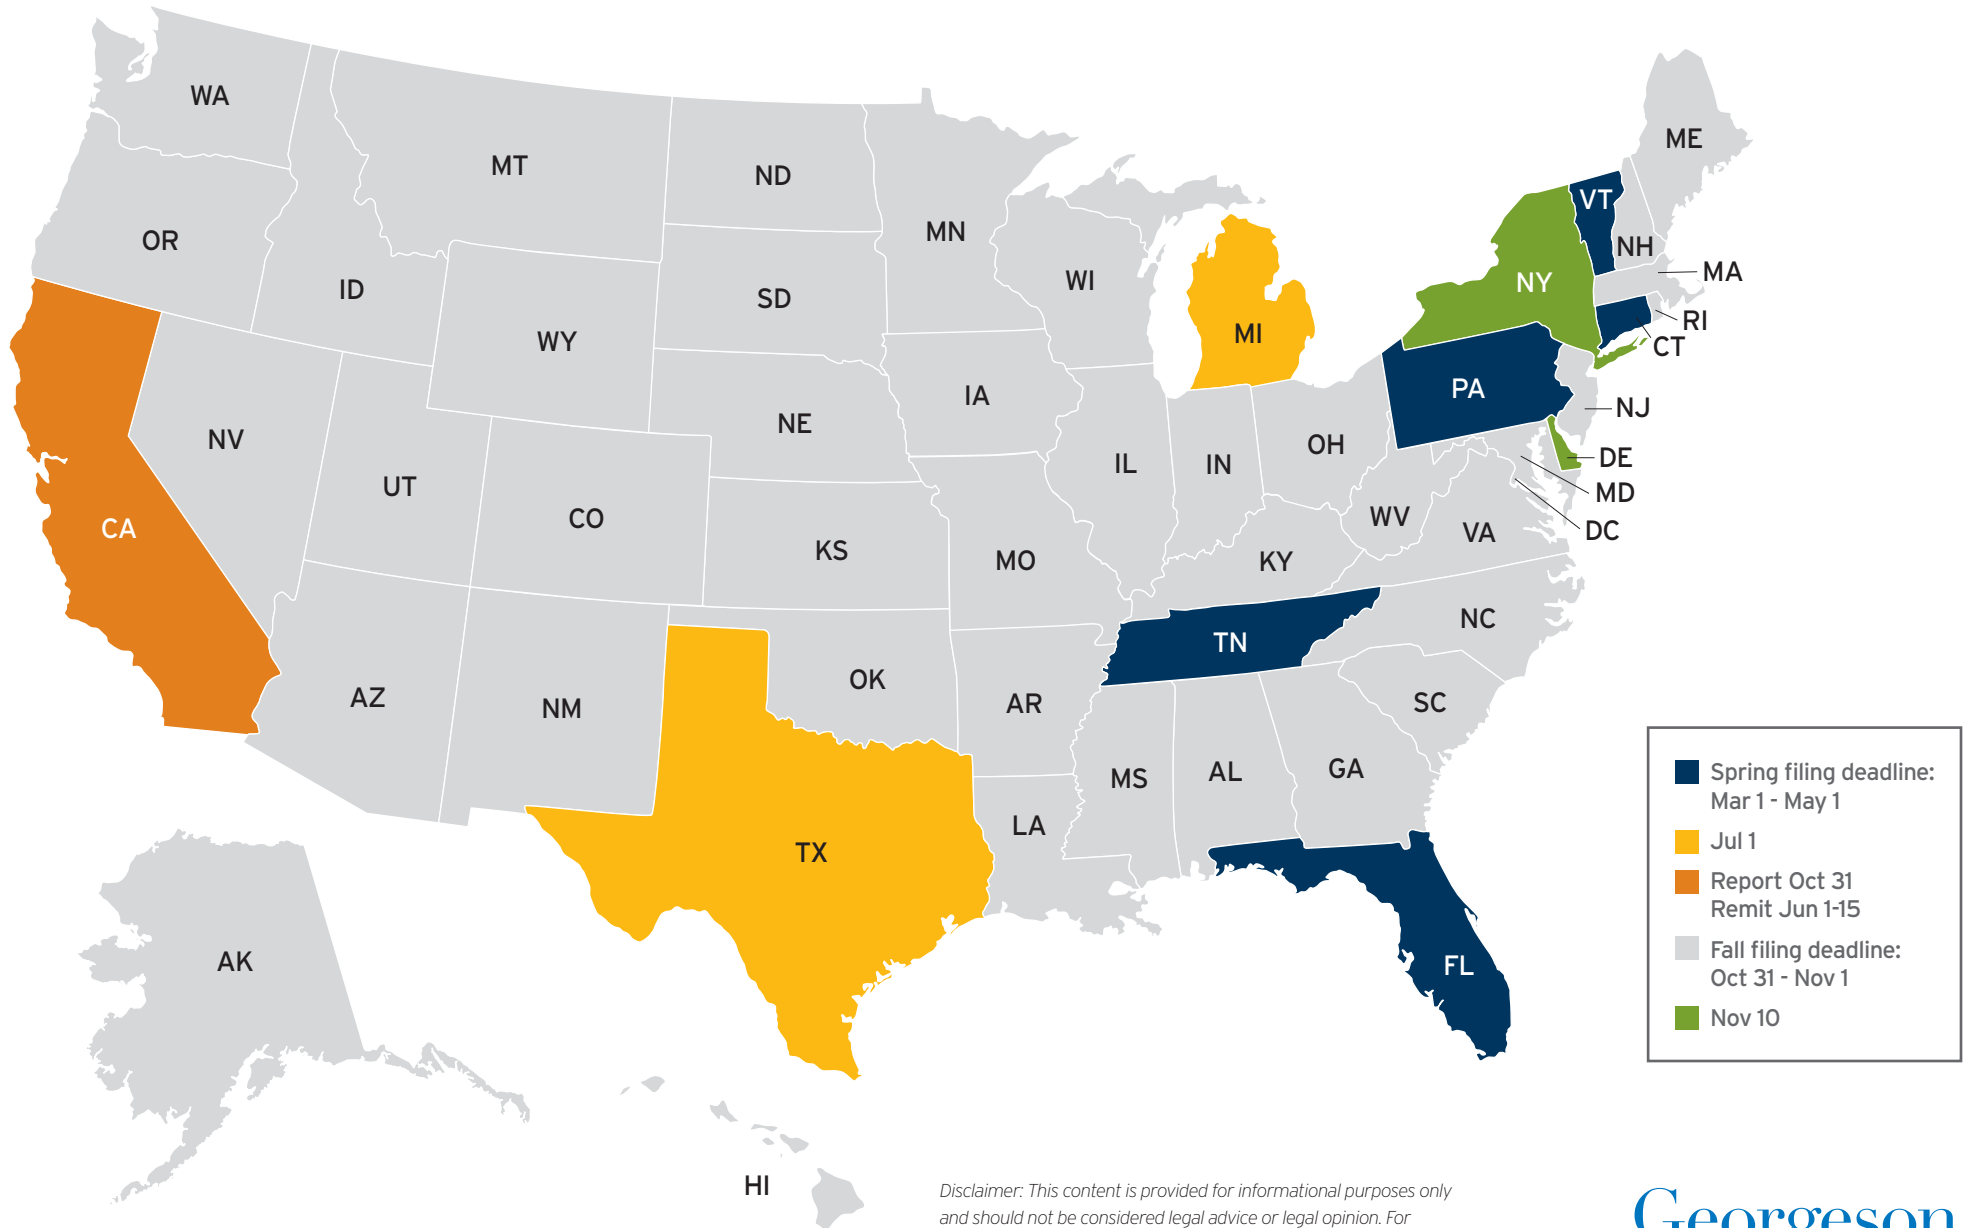 WA
MT
ND
ME
OR
ID
MN
VT
NH
MA
WY
SD
WI
MI
NY
RI
CT
NV
UT
NE
IA
PA
NJ
CO
IL
IN
OH
DE
MD
DC
CA
KS
MO
KY
WV
VA
AZ
NM
OK
AR
TN
NC
SC
TX
LA
MS
AL
GA
FL
AK
HI
Spring filing deadline:
Mar 1 - May 1
Jul 1
Report Oct 31
Remit Jun 1-15
Fall filing deadline:
Oct 31 - Nov 1
Nov 10
Disclaimer: This content is provided for informational purposes only
and should not be considered legal advice or legal opinion. For
Georgeson